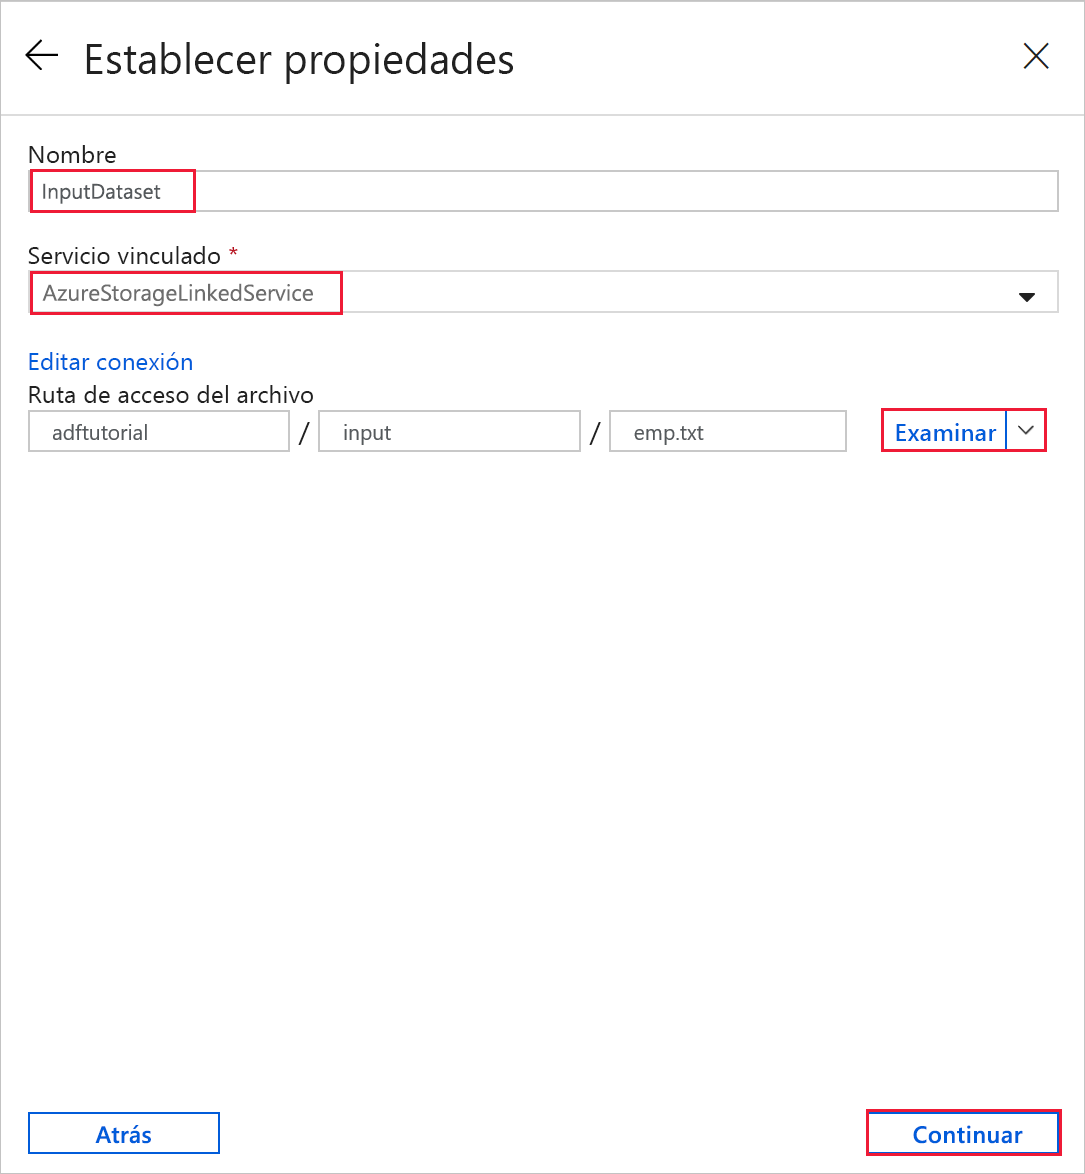 Establecer propiedades
Nombre
InputDataset
Servicio vinculado *
AzureStorageLinkedService
Editar conexión
Ruta de acceso del archivo
adftutorial / input / emp.txt Examinar
Atrás Continuar